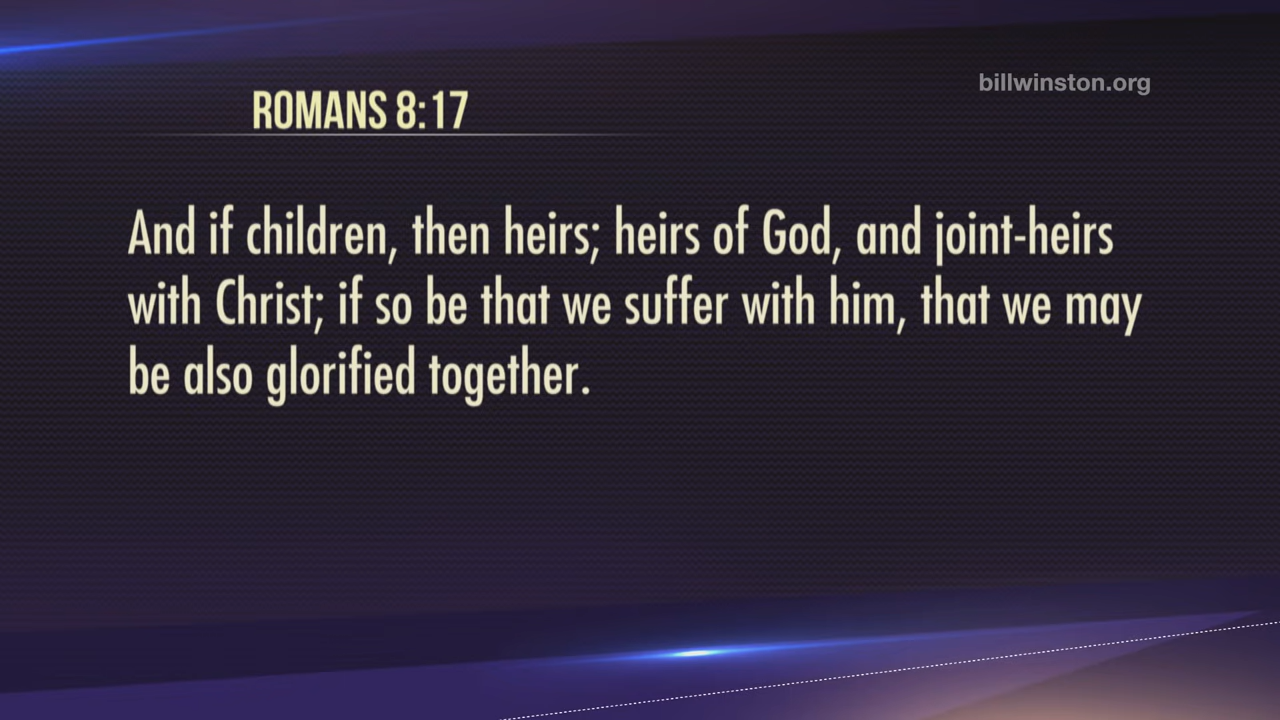 billwinston.org
ROMANS 8:17
And if children, then heirs; heirs of God, and joint-heirs
with Christ; if so be that we suffer with him, that we may
be also glorified together.